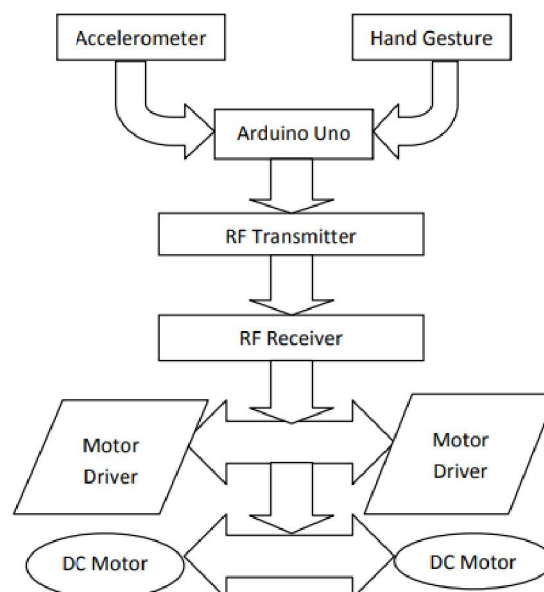 Accelerometer
Hand Gesture
Arduino Uno
RF Transmitter
RF Receiver
Motor
Driver
Motor
Driver
DC Motor
DC Motor